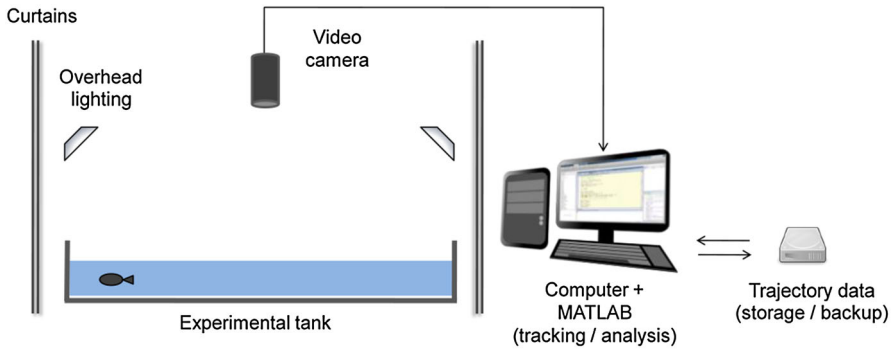 Curtains
Video
camera
Overhead
lighting
Experimental tank
Computer +
MATLAB
(tracking / analysis)
Trajectory data
(storage / backup)